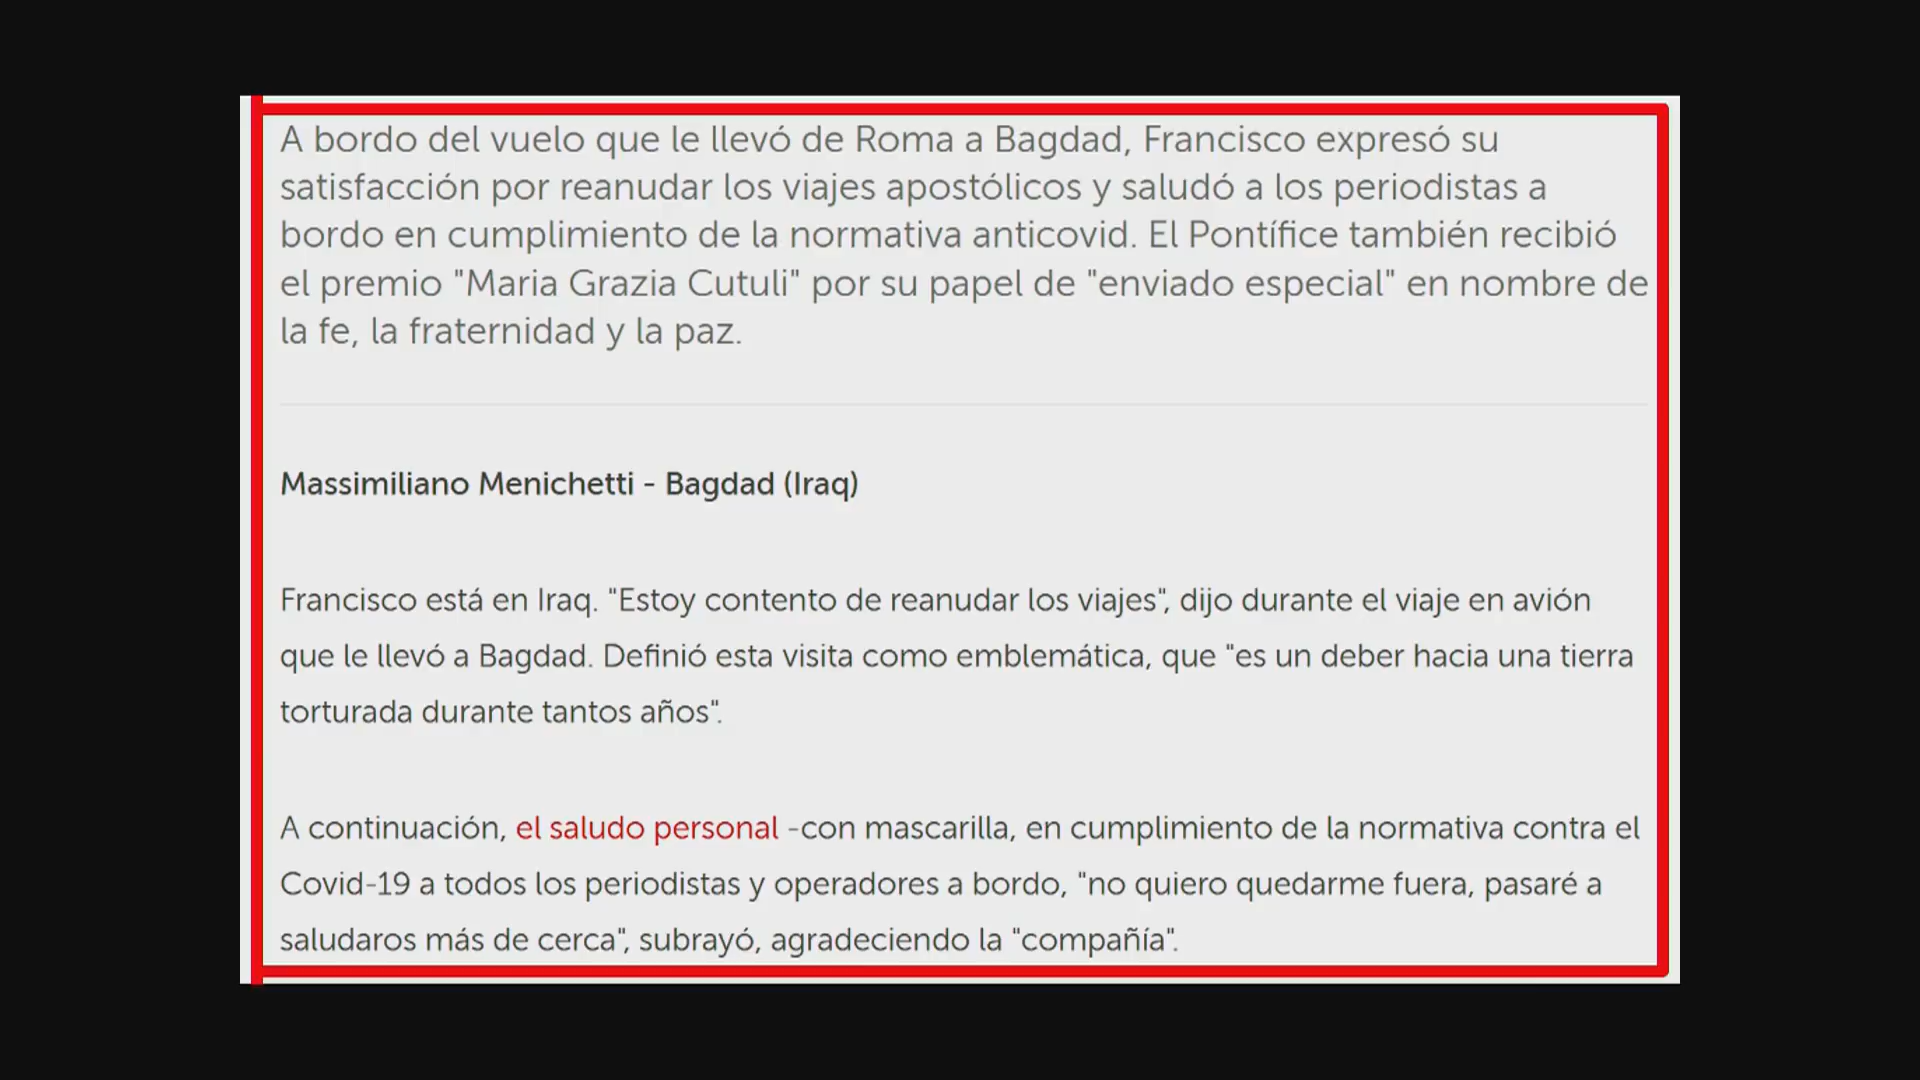 A bordo del vuelo que le llevó de Roma a Bagdad, Francisco expresó su
satisfacción por reanudar los viajes apostólicos y saludó a los periodistas a
bordo en cumplimiento de la normativa anticovid. El Pontífice también recibió
el premio "Maria Grazia Cutuli" por su papel de "enviado especial" en nombre de
la fe, la fraternidad y la paz.
Massimiliano Menichetti - Bagdad (Iraq)
Francisco está en Iraq. "Estoy contento de reanudar los viajes", dijo durante el viaje en avión
que le llevó a Bagdad. Definió esta visita como emblemática, que "es un deber hacia una tierra
torturada durante tantos años".
A continuación, el saludo personal -con mascarilla, en cumplimiento de la normativa contra el
Covid-19 a todos los periodistas y operadores a bordo, "no quiero quedarme fuera, pasaré a
saludaros más de cerca", subrayó, agradeciendo la "compañía".